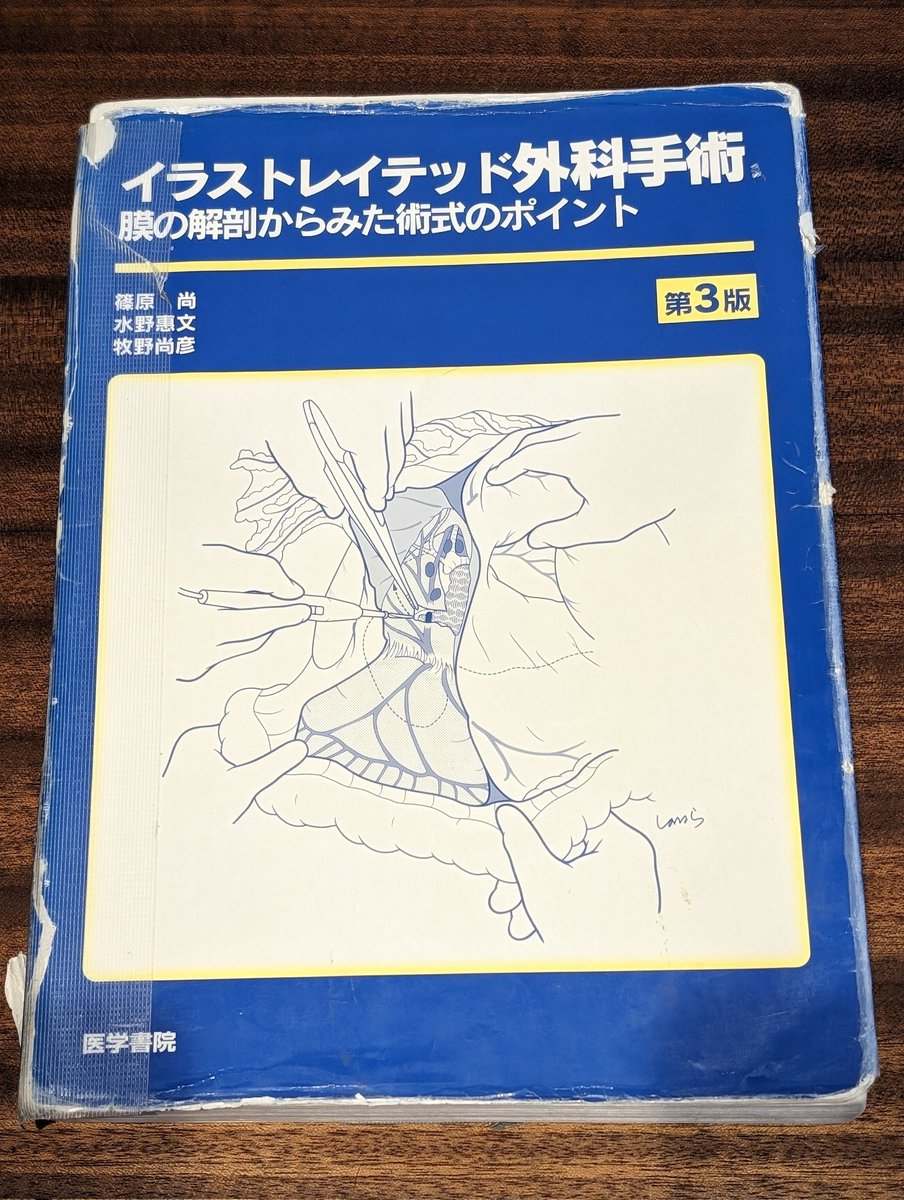 イラストレイテッド外科手術
膜の解剖からみた術式のポイント
第3版
篠原 尚
水野惠文
牧野尚彦
医学書院